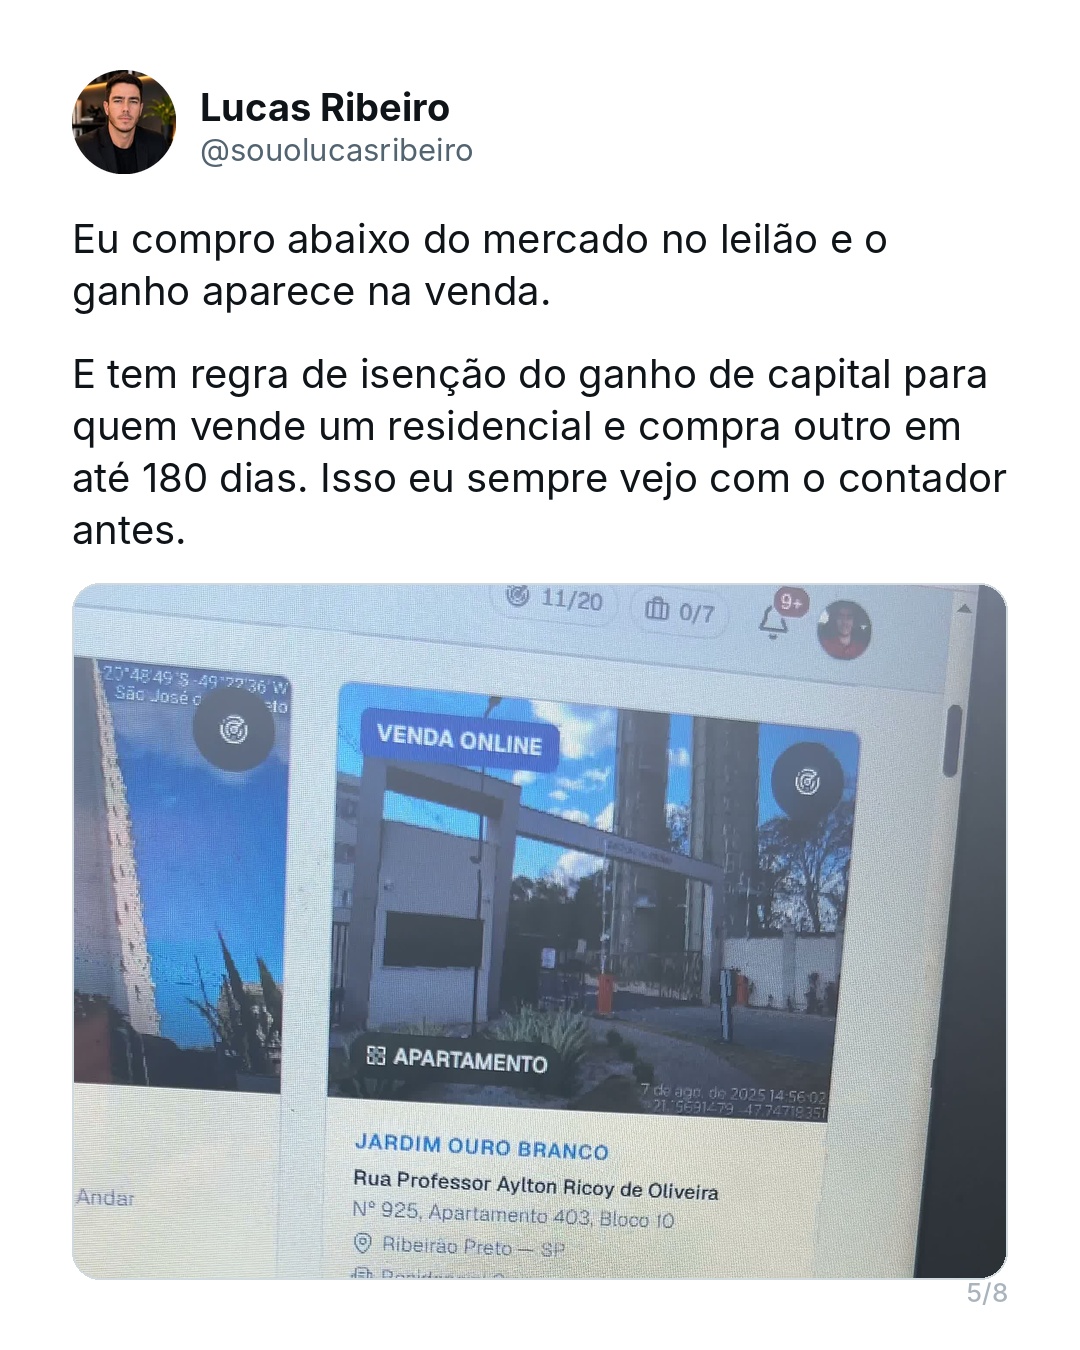 Lucas Ribeiro
@souolucasribeiro
Eu compro abaixo do mercado no leilão e o
ganho aparece na venda.
E tem regra de isenção do ganho de capital para
quem vende um residencial e compra outro em
até 180 dias. Isso eu sempre vejo com o contador
antes.
11/20
0/7
9+
São José
VENDA ONLINE
APARTAMENTO
7 de ago. de 2025 14:56:02
JARDIM OURO BRANCO
Rua Professor Aylton Ricoy de Oliveira
Nº 925, Apartamento 403, Bloco 10
Andar
Ribeirão Preto — SP
5/8